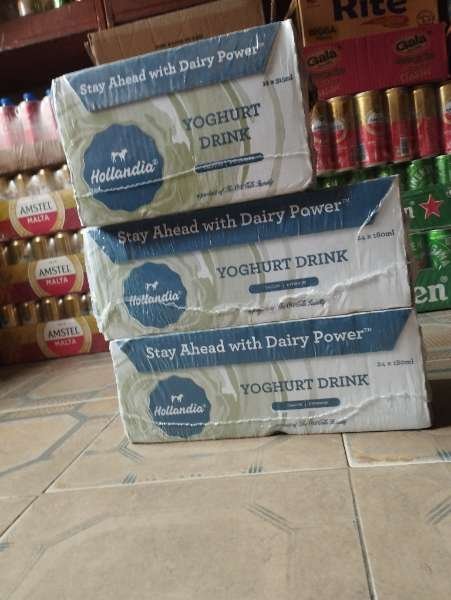 Rite
Gala
Gala
Stay Ahead with Dairy Power
YOGHURT
DRINK
Hollandia®
AMSTEL
MALTA
Stay Ahead with Dairy Power™
24 x 180ml
YOGHURT DRINK
Hollandia®
AMSTEL
MALTA
en
Stay Ahead with Dairy Power™
24 x 180ml
YOGHURT DRINK
Hollandia®
AMSTEL
MALTA